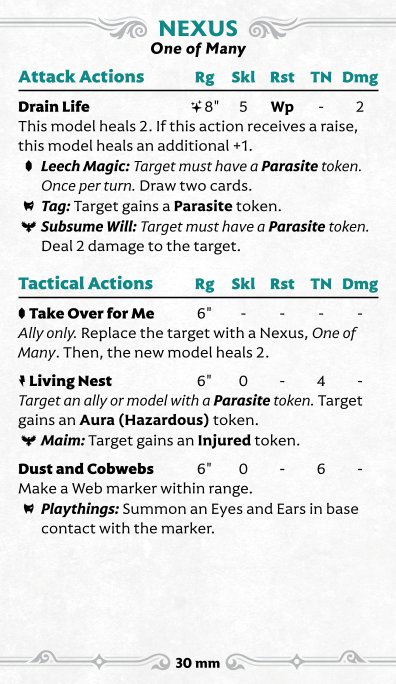 NEXUS
One of Many
Attack Actions Rg Skl Rst TN Dmg
Drain Life 8" 5 Wp - 2
This model heals 2. If this action receives a raise,
this model heals an additional +1.
Leech Magic: Target must have a Parasite token.
Once per turn. Draw two cards.
Tag: Target gains a Parasite token.
Subsume Will: Target must have a Parasite token.
Deal 2 damage to the target.
Tactical Actions Rg Skl Rst TN Dmg
Take Over for Me 6" - - - -
Ally only. Replace the target with a Nexus, One of
Many. Then, the new model heals 2.
Living Nest 6" 0 - 4 -
Target an ally or model with a Parasite token. Target
gains an Aura (Hazardous) token.
Maim: Target gains an Injured token.
Dust and Cobwebs 6" 0 - 6 -
Make a Web marker within range.
Playthings: Summon an Eyes and Ears in base
contact with the marker.
30 mm